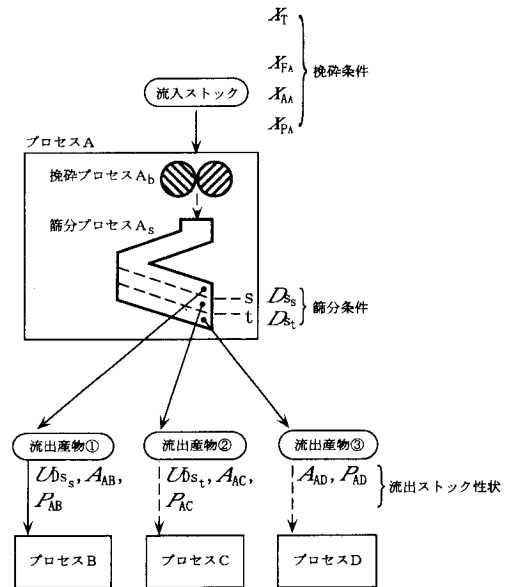 X_T
X_FA
挽砕条件
流入ストック
X_AA
X_PA
プロセスA
挽砕プロセスA_b
篩分プロセスA_s
s D_Ss
t D_St
篩分条件
流出産物① 流出産物② 流出産物③
U_DSs, A_AB, U_DSt, A_AC, A_AD, P_AD
P_AB P_AC
流出ストック性状
プロセスB プロセスC プロセスD